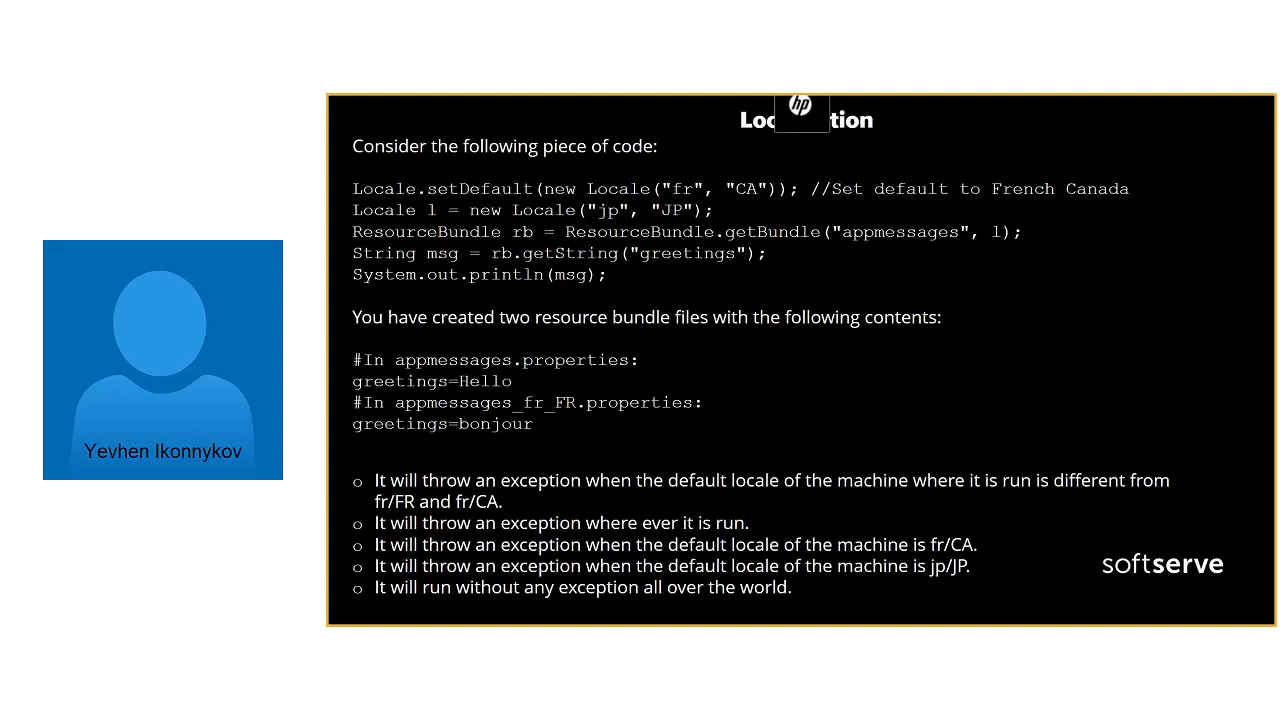 hp
Loc tion
Consider the following piece of code:
Locale.setDefault(new Locale("fr", "CA")); //Set default to French Canada
Locale l = new Locale("jp", "JP");
ResourceBundle rb = ResourceBundle.getBundle("appmessages", l);
String msg = rb.getString("greetings");
System.out.println(msg);
You have created two resource bundle files with the following contents:
#In appmessages.properties:
greetings=Hello
#In appmessages_fr_FR.properties:
greetings=bonjour
o It will throw an exception when the default locale of the machine where it is run is different from
fr/FR and fr/CA.
o It will throw an exception where ever it is run.
o It will throw an exception when the default locale of the machine is fr/CA.
o It will throw an exception when the default locale of the machine is jp/JP.
o It will run without any exception all over the world.
softserve
Yevhen Ikonnykov